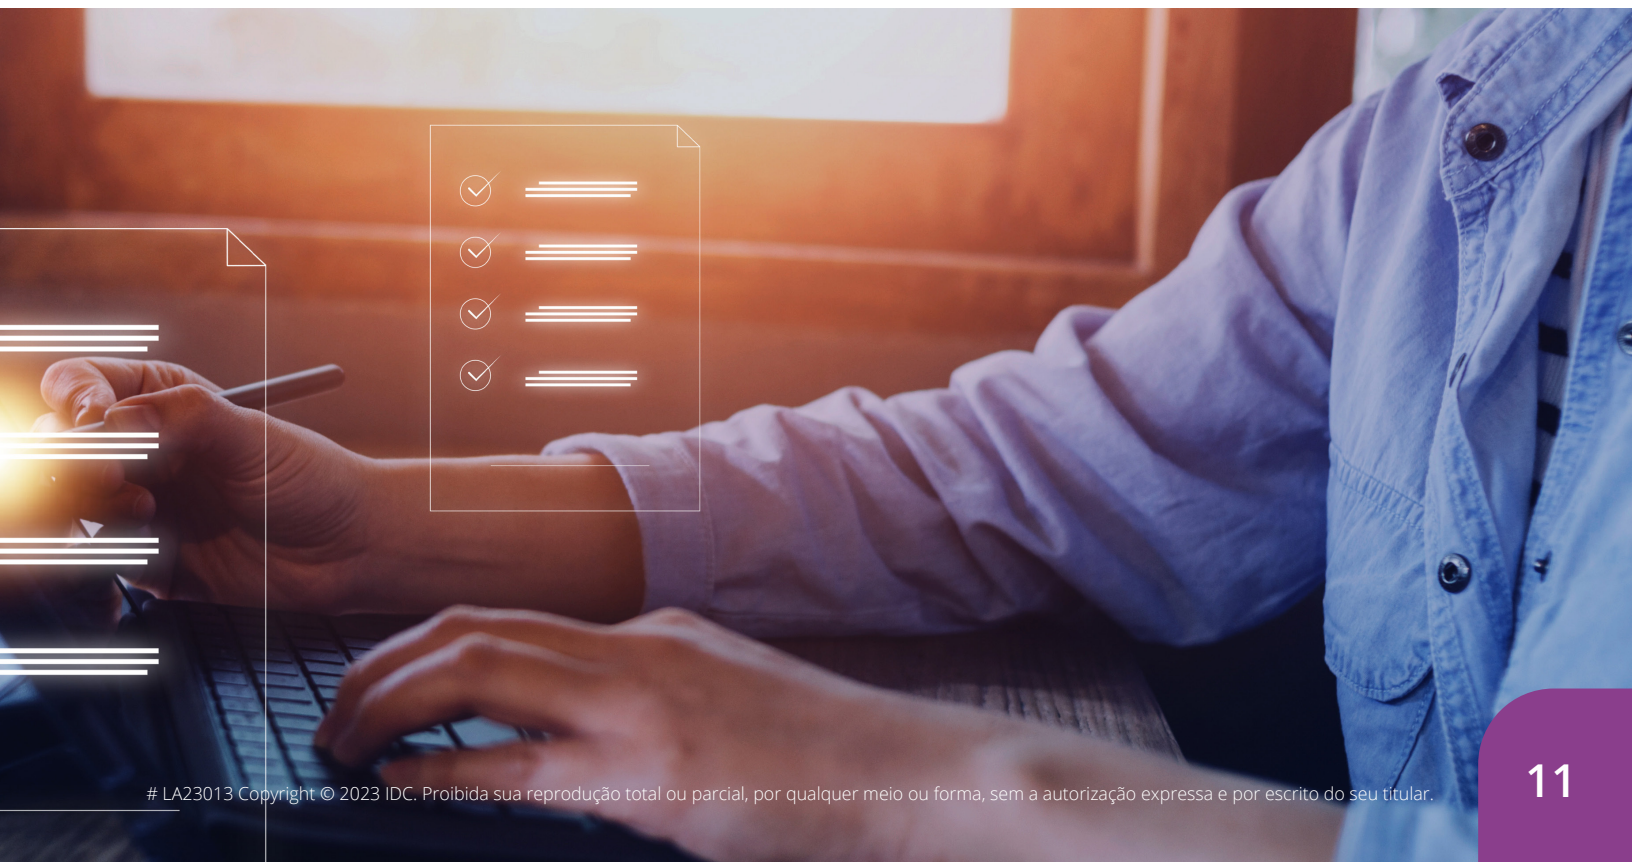 # LA23013 Copyright © 2023 IDC. Proibida sua reprodução total ou parcial, por qualquer meio ou forma, sem a autorização expressa e por escrito do seu titular.
11